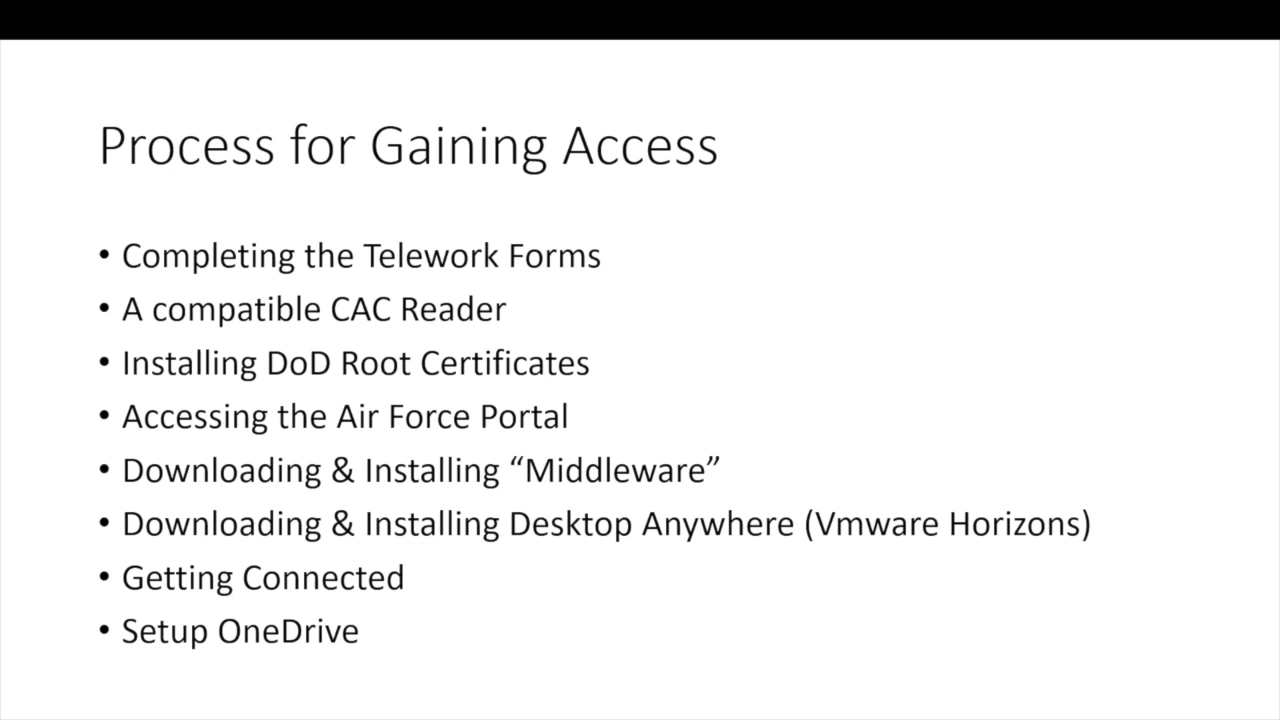 Process for Gaining Access
• Completing the Telework Forms
• A compatible CAC Reader
• Installing DoD Root Certificates
• Accessing the Air Force Portal
• Downloading & Installing “Middleware”
• Downloading & Installing Desktop Anywhere (Vmware Horizons)
• Getting Connected
• Setup OneDrive